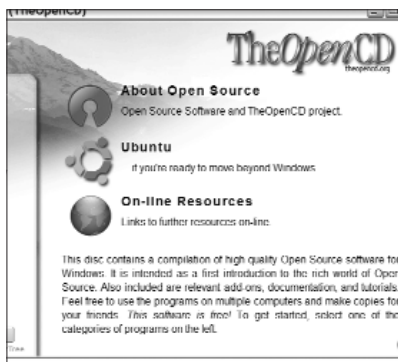 (TheOpenCD)
TheOpenCD
theopencd.org
About Open Source
Open Source Software and TheOpenCD project.
Ubuntu
if you're ready to move beyond Windows
On-line Resources
Links to further resources on-line.
This disc contains a compilation of high quality Open Source software for
Windows. It is intended as a first introduction to the rich world of Open
Source. Also included are relevant add-ons, documentation, and tutorials.
Feel free to use the programs on multiple computers and make copies for
your friends. This software is free! To get started, select one of the
categories of programs on the left.